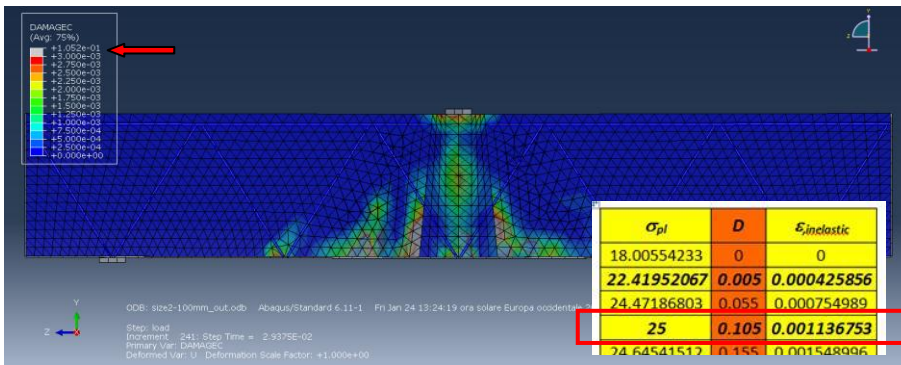 DAMAGEC
(Avg: 75%)
+1.052e-01
+3.000e-03
+2.750e-03
+2.500e-03
+2.250e-03
+2.000e-03
+1.750e-03
+1.500e-03
+1.250e-03
+1.000e-03
+7.500e-04
+5.000e-04
+2.500e-04
+0.000e+00
Y
Z
σpl D ε,inelastic
18.00554233 0 0
22.41952067 0.005 0.000425856
24.47186803 0.055 0.000754989
25 0.105 0.001136753
24.64541512 0.155 0.001548996
Y
Z
ODB: size2-100mm_out.odb Abaqus/Standard 6.11-1 Fri Jan 24 13:24:19 ora solare Europa occidentale
Step: load
Increment 241: Step Time = 2.9375E-02
Primary Var: DAMAGEC
Deformed Var: U Deformation Scale Factor: +1.000e+00